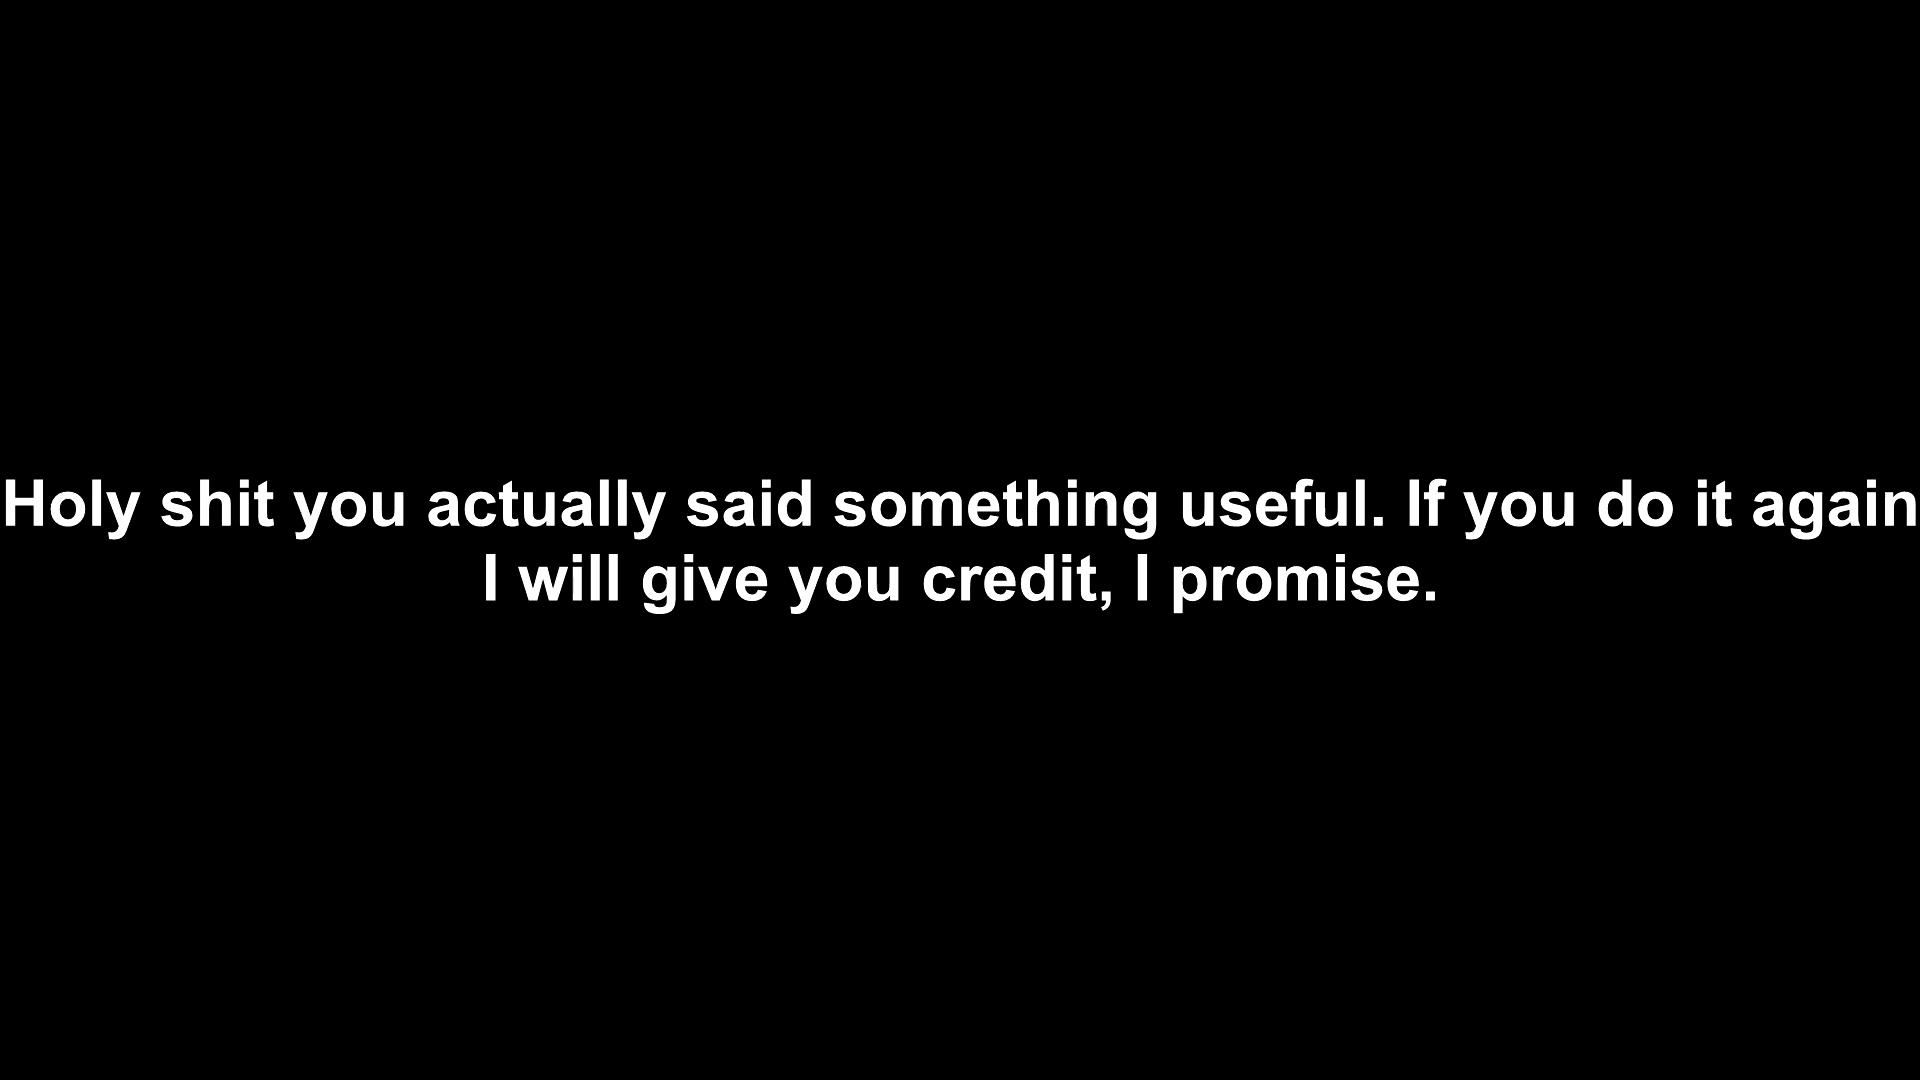 Holy shit you actually said something useful. If you do it again
I will give you credit, I promise.